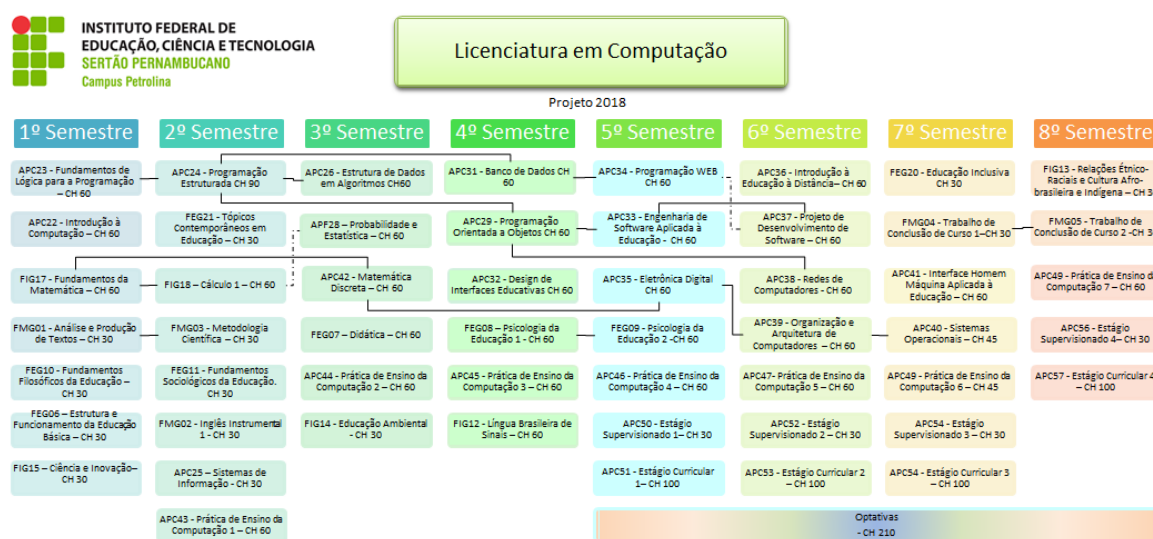 INSTITUTO FEDERAL DE
EDUCAÇÃO, CIÊNCIA E TECNOLOGIA
SERTÃO PERNAMBUCANO
Campus Petrolina
Licenciatura em Computação
Projeto 2018
1º Semestre
APC23 - Fundamentos de
Lógica para a Programação
– CH 60
APC22 – Introdução à
Computação – CH 60
FIG17 - Fundamentos da
Matemática – CH 60
FMG01 - Análise e Produção
de Textos – CH 30
FEG10 - Fundamentos
Filosóficos da Educação –
CH 30
FEG06 – Estrutura e
Funcionamento da Educação
Básica – CH 30
FIG15 – Ciência e Inovação–
CH 30
2º Semestre
APC24 - Programação
Estruturada CH 90
FEG21 - Tópicos
Contemporâneos em
Educação – CH 30
FIG18 – Cálculo 1 – CH 60
FMG03 - Metodologia
Científica – CH 30
FEG11 - Fundamentos
Sociológicos da Educação.
CH 30
FMG02 - Inglês Instrumental
1 - CH 30
APC25 – Sistemas de
Informação - CH 30
APC43 - Prática de Ensino da
Computação 1 – CH 60
3º Semestre
APC26 - Estrutura de Dados
em Algoritmos CH60
APF28 – Probabilidade e
Estatística – CH 60
APC42 - Matemática
Discreta – CH 60
FEG07 – Didática – CH 60
APC44 - Prática de Ensino da
Computação 2 – CH 60
FIG14 - Educação Ambiental
- CH 30
4º Semestre
APC31 - Banco de Dados CH
60
APC29 - Programação
Orientada a Objetos CH 60
APC32 - Design de
Interfaces Educativas CH 60
FEG08 – Psicologia da
Educação 1 - CH 60
APC45 - Prática de Ensino da
Computação 3 – CH 60
FIG12 - Língua Brasileira de
Sinais – CH 60
5º Semestre
APC34 - Programação WEB
CH 60
APC33 - Engenharia de
Software Aplicada à
Educação - CH 60
APC35 - Eletrônica Digital
CH 60
FEG09 - Psicologia da
Educação 2 -CH 60
APC46 - Prática de Ensino da
Computação 4 – CH 60
APC50 - Estágio
Supervisionado 1– CH 30
APC51 - Estágio Curricular
1– CH 100
6º Semestre
APC36 - Introdução à
Educação à Distância– CH 60
APC37 - Projeto de
Desenvolvimento de
Software – CH 60
APC38 - Redes de
Computadores - CH 60
APC39 - Organização e
Arquitetura de
Computadores – CH 60
APC47- Prática de Ensino da
Computação 5 – CH 60
APC52 - Estágio
Supervisionado 2 – CH 30
APC53 - Estágio Curricular 2
– CH 100
7º Semestre
FEG20 - Educação Inclusiva
CH 30
FMG04 - Trabalho de
Conclusão de Curso 1–CH 30
APC41 - Interface Homem
Máquina Aplicada à
Educação – CH 60
APC40 - Sistemas
Operacionais – CH 45
APC49 - Prática de Ensino da
Computação 6 – CH 45
APC54 - Estágio
Supervisionado 3 – CH 30
APC54 - Estágio Curricular 3
– CH 100
8º Semestre
FIG13 - Relações Étnico-
Raciais e Cultura Afro-
brasileira e Indígena – CH
FMG05 - Trabalho de
Conclusão de Curso 2 -CH
APC49 - Prática de Ensino da
Computação 7 – CH 60
APC56 - Estágio
Supervisionado 4– CH 30
APC57 - Estágio Curricular 4
– CH 100
Optativas
- CH 210